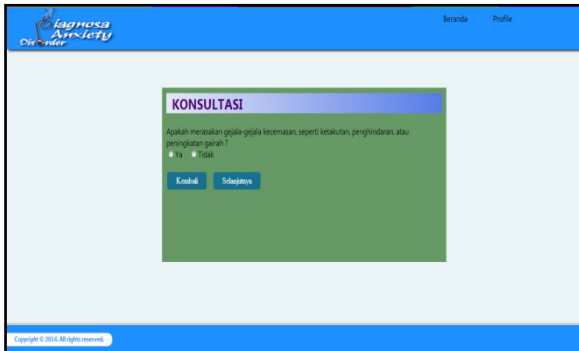 Diagnosa
Anxiety
Disorder
Beranda Profile
KONSULTASI
Apakah merasakan gejala-gejala kecemasan, seperti ketakutan, penghindaran, atau
peningkatan gairah ?
Ya Tidak
Kembali Selanjutnya
Copyright © 2014. All rights reserved.